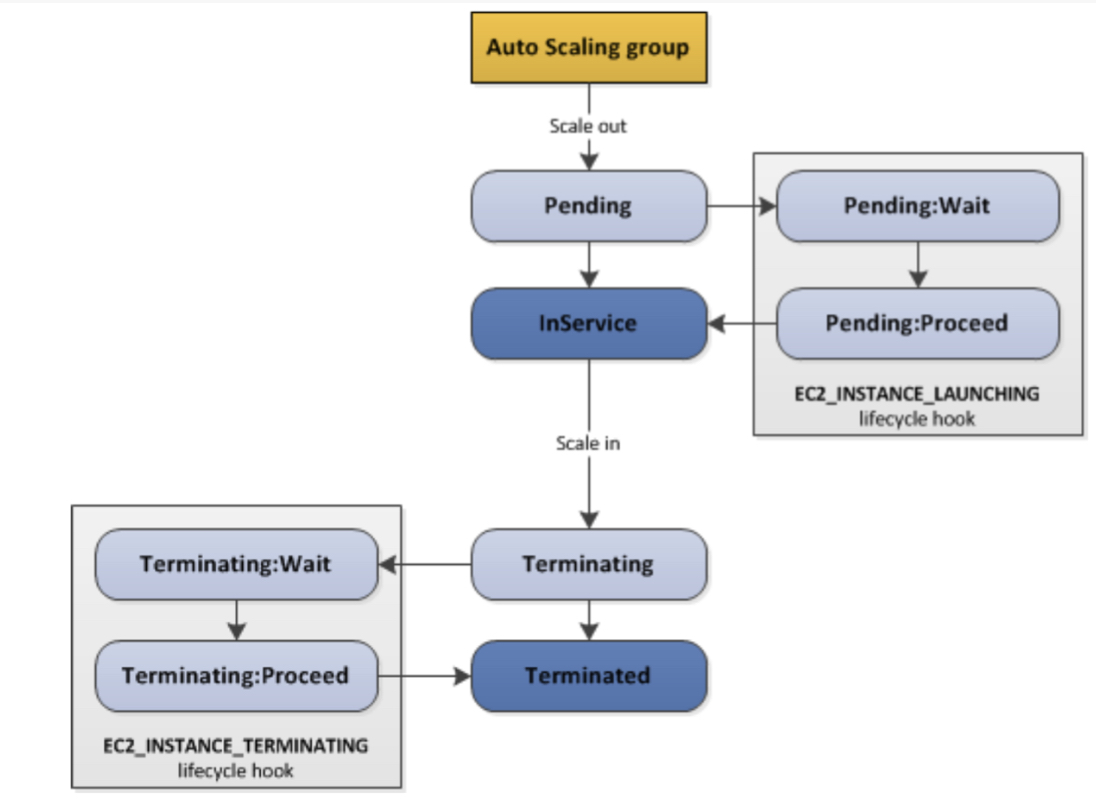 Auto Scaling group
Scale out
Pending
Pending:Wait
InService
Pending:Proceed
EC2_INSTANCE_LAUNCHING
lifecycle hook
Scale in
Terminating:Wait
Terminating
Terminating:Proceed
Terminated
EC2_INSTANCE_TERMINATING
lifecycle hook